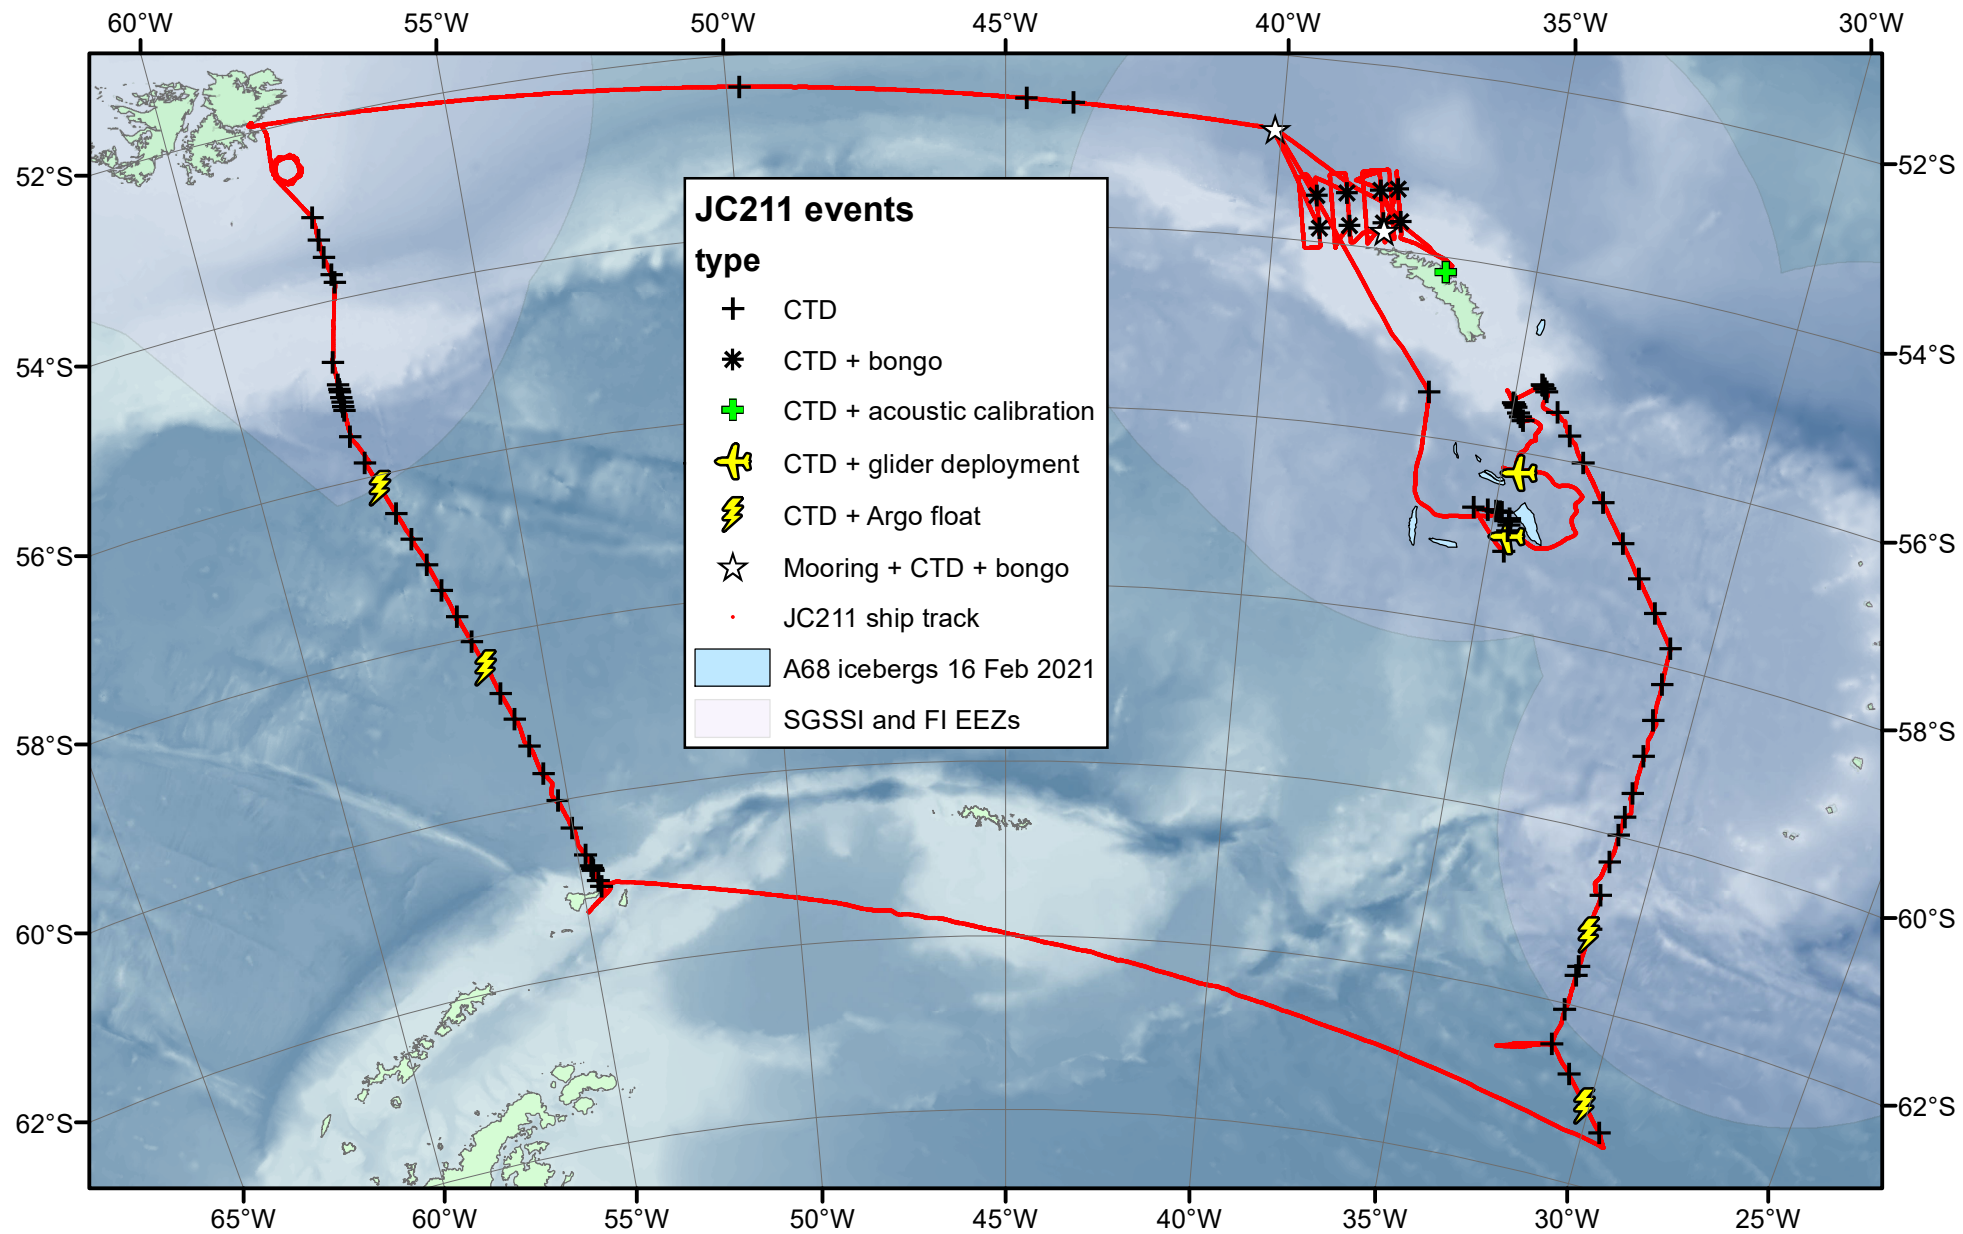 60°W 55°W 50°W 45°W 40°W 35°W 30°W
52°S 52°S
JC211 events
type
CTD
54°S 54°S
CTD + bongo
CTD + acoustic calibration
CTD + glider deployment
CTD + Argo float
56°S 56°S
Mooring + CTD + bongo
JC211 ship track
A68 icebergs 16 Feb 2021
SGSSI and FI EEZs
58°S 58°S
60°S 60°S
62°S 62°S
65°W 60°W 55°W 50°W 45°W 40°W 35°W 30°W 25°W